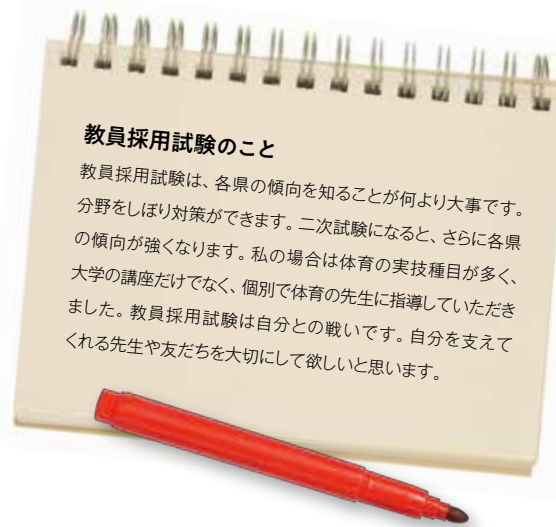 教員採用試験のこと
教員採用試験は、各県の傾向を知ることが何より大事です。
分野をしぼり対策ができます。二次試験になると、さらに各県
の傾向が強くなります。私の場合は体育の実技種目が多く、
大学の講座だけでなく、個別で体育の先生に指導していただき
ました。教員採用試験は自分との戦いです。自分を支えて
くれる先生や友だちを大切にして欲しいと思います。